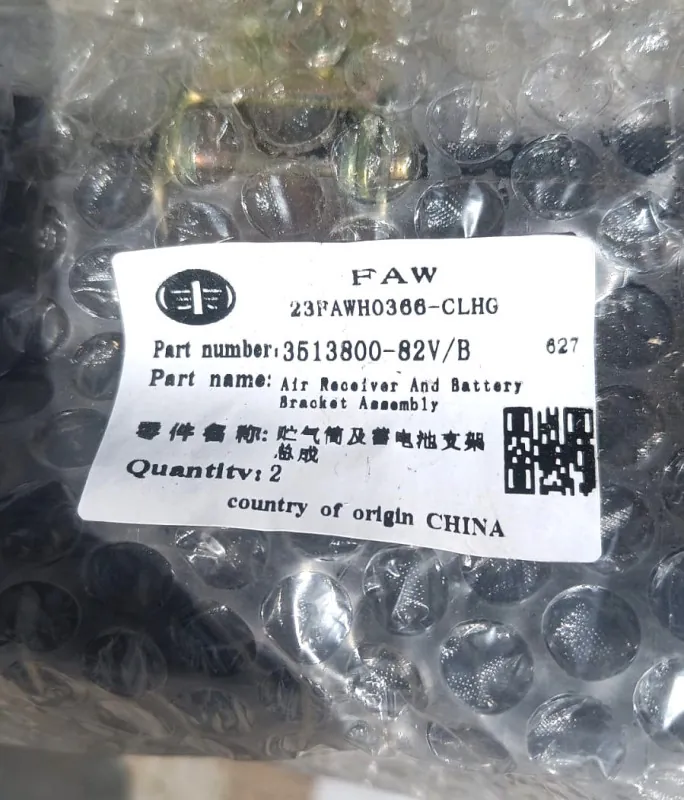 FAW
23FAWH0366-CLHG
Part number:3513800-82V/B 627
Part name: Air Receiver And Battery
Bracket Assembly
零件名称: 贮气筒及蓄电池支架
总成
Quantity: 2
country of origin CHINA